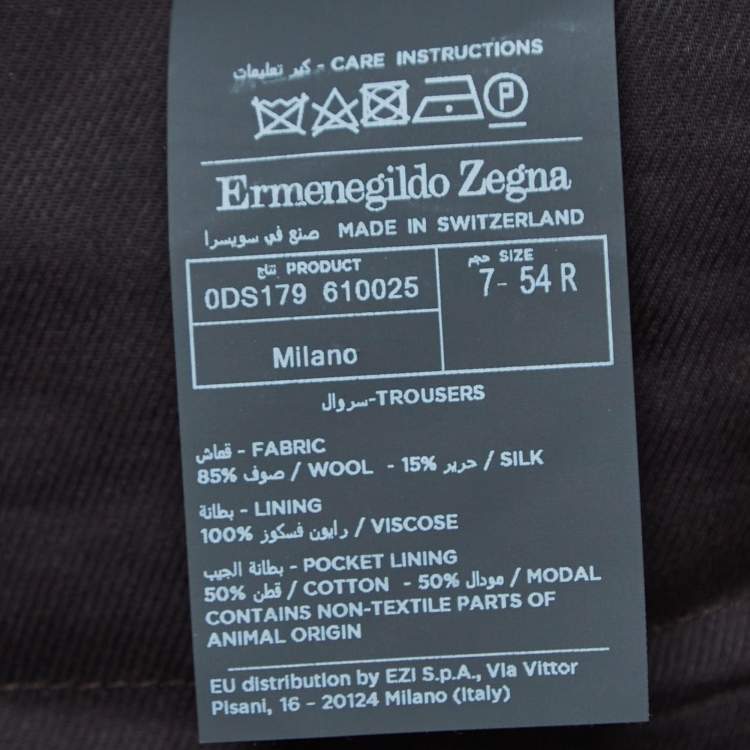 كير تعليمات - CARE INSTRUCTIONS
P
Ermenegildo Zegna
صنع في سويسرا MADE IN SWITZERLAND
نتاج PRODUCT
0DS179 610025
حجم SIZE
7- 54 R
Milano
سروال-TROUSERS
قماش - FABRIC
85% صوف / WOOL - 15% حرير / SILK
بطانة - LINING
100% رايون فسكوز / VISCOSE
بطانة الجيب - POCKET LINING
50% قطن / COTTON - 50% مودال / MODAL
CONTAINS NON-TEXTILE PARTS OF
ANIMAL ORIGIN
EU distribution by EZI S.p.A., Via Vittor
Pisani, 16 - 20124 Milano (Italy)